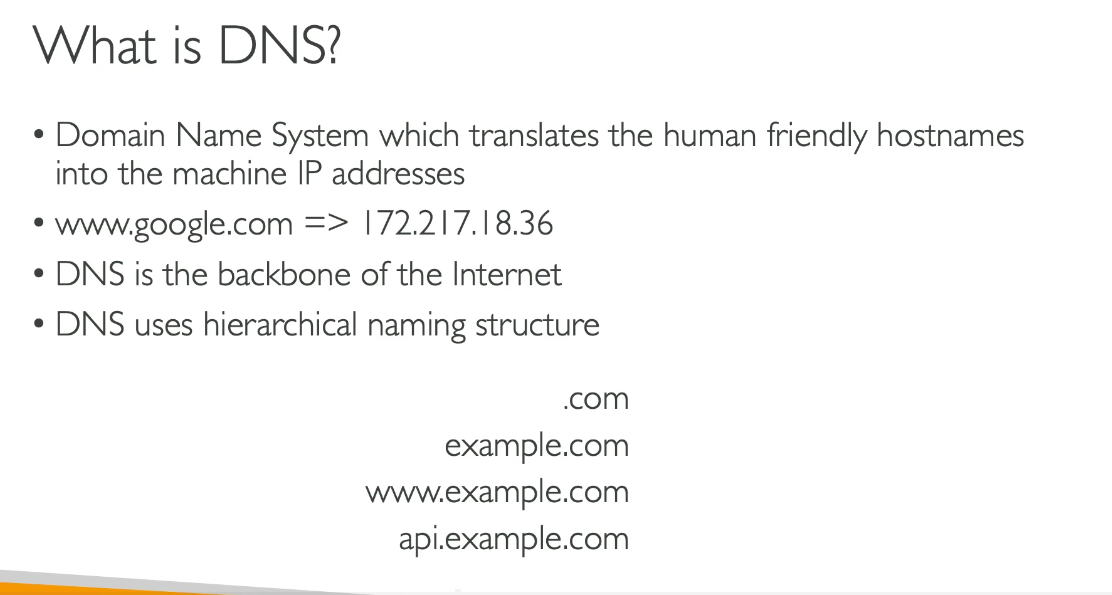 What is DNS?
• Domain Name System which translates the human friendly hostnames
into the machine IP addresses
• www.google.com => 172.217.18.36
• DNS is the backbone of the Internet
• DNS uses hierarchical naming structure
.com
example.com
www.example.com
api.example.com